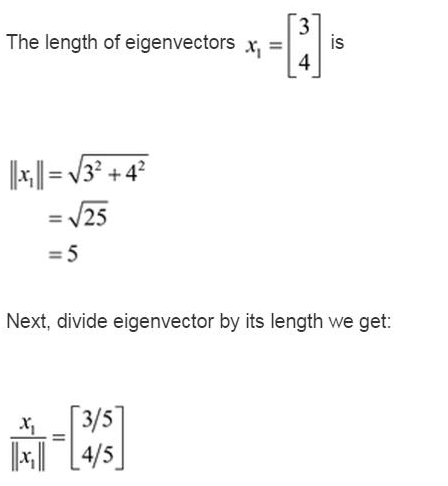 The length of eigenvectors x₁ = [3 4] is
‖x₁‖ = √3² + 4²
= √25
= 5
Next, divide eigenvector by its length we get:
x₁/‖x₁‖ = [3/5 4/5]